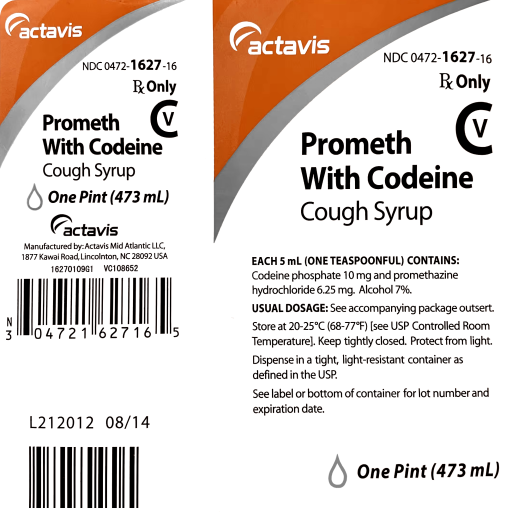 actavis
NDC 0472-1627-16
Rx Only
CV
Prometh
With Codeine
Cough Syrup
One Pint (473 mL)
actavis
Manufactured by: Actavis Mid Atlantic LLC,
1877 Kawai Road, Lincolnton, NC 28092 USA
16270109G1 VC108652
N
3 04721 62716 5
L212012 08/14
actavis
NDC 0472-1627-16
Rx Only
CV
Prometh
With Codeine
Cough Syrup
EACH 5 mL (ONE TEASPOONFUL) CONTAINS:
Codeine phosphate 10 mg and promethazine
hydrochloride 6.25 mg. Alcohol 7%.
USUAL DOSAGE: See accompanying package outsert.
Store at 20-25°C (68-77°F) [see USP Controlled Room
Temperature]. Keep tightly closed. Protect from light.
Dispense in a tight, light-resistant container as
defined in the USP.
See label or bottom of container for lot number and
expiration date.
One Pint (473 mL)